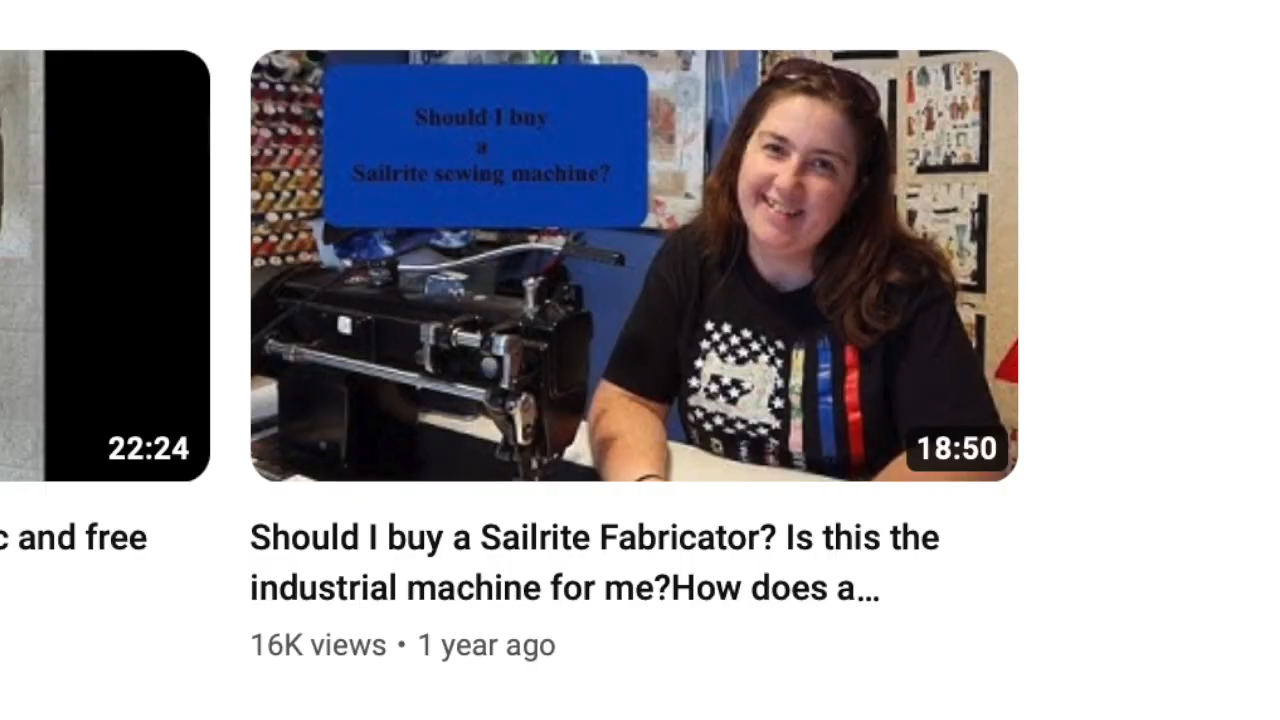 Should I buy
a
Sailrite sewing machine?
22:24
18:50
c and free
Should I buy a Sailrite Fabricator? Is this the
industrial machine for me?How does a...
16K views • 1 year ago